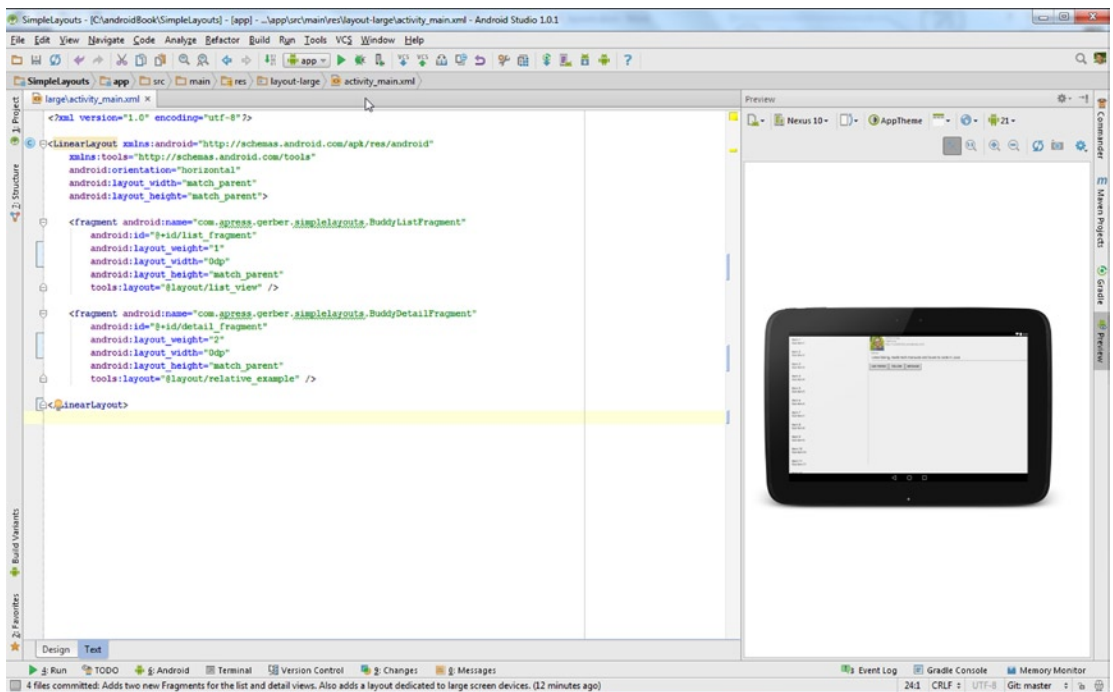 SimpleLayouts - [C:\androidBook\SimpleLayouts] - [app] - ...\app\src\main\res\layout-large\activity_main.xml - Android Studio 1.0.1
File Edit View Navigate Code Analyze Refactor Build Run Tools VCS Window Help
app
SimpleLayouts app src main res layout-large activity_main.xml
1: Project
2: Structure
Build Variants
2: Favorites
large\activity_main.xml ×
<?xml version="1.0" encoding="utf-8"?>
<LinearLayout xmlns:android="http://schemas.android.com/apk/res/android"
xmlns:tools="http://schemas.android.com/tools"
android:orientation="horizontal"
android:layout_width="match_parent"
android:layout_height="match_parent">
<fragment android:name="com.apress.gerber.simplelayouts.BuddyListFragment"
android:id="@+id/list_fragment"
android:layout_weight="1"
android:layout_width="0dp"
android:layout_height="match_parent"
tools:layout="@layout/list_view" />
<fragment android:name="com.apress.gerber.simplelayouts.BuddyDetailFragment"
android:id="@+id/detail_fragment"
android:layout_weight="2"
android:layout_width="0dp"
android:layout_height="match_parent"
tools:layout="@layout/relative_example" />
</LinearLayout>
Design Text
Preview
Nexus 10 AppTheme 21
Commander
m Maven Projects
Gradle
Preview
4: Run TODO 6: Android Terminal Version Control 9: Changes 0: Messages Event Log Gradle Console Memory Monitor
4 files committed: Adds two new Fragments for the list and detail views. Also adds a layout dedicated to large screen devices. (12 minutes ago) 24:1 CRLF UTF-8 Git: master